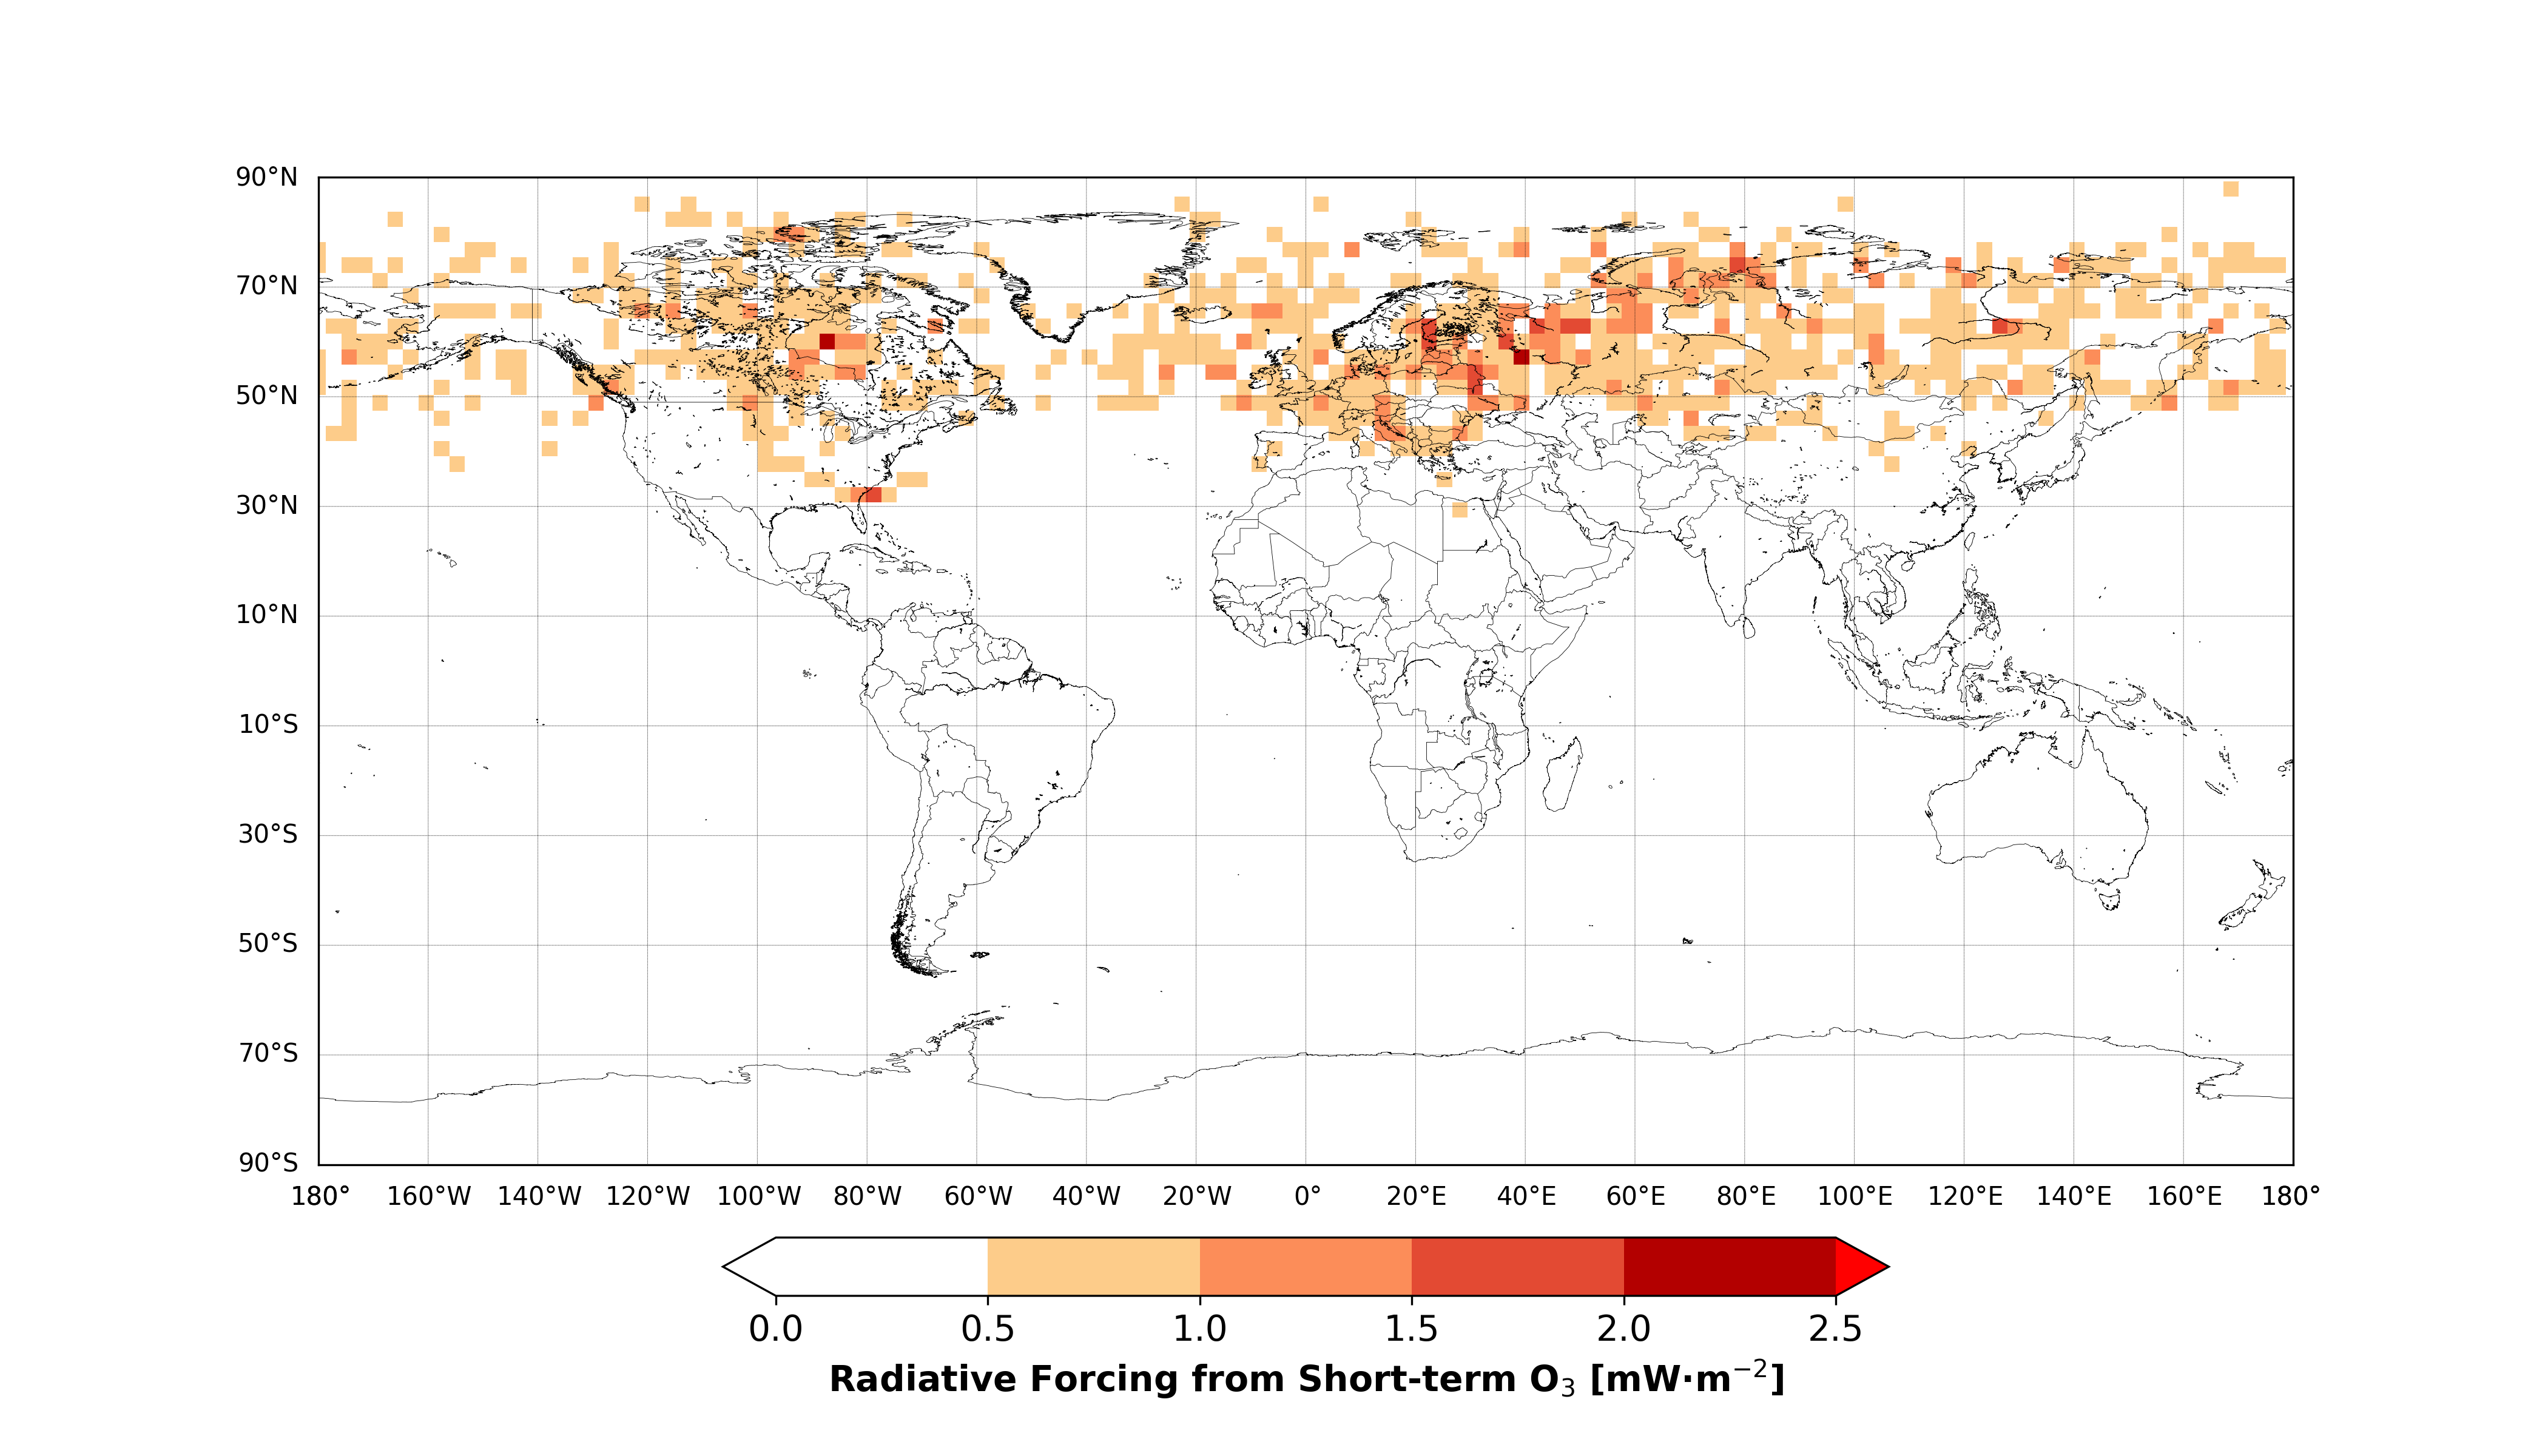 90°N
70°N
50°N
30°N
10°N
10°S
30°S
50°S
70°S
90°S
180° 160°W 140°W 120°W 100°W 80°W 60°W 40°W 20°W 0° 20°E 40°E 60°E 80°E 100°E 120°E 140°E 160°E 180°
0.0 0.5 1.0 1.5 2.0 2.5
Radiative Forcing from Short-term O₃ [mW·m⁻²]